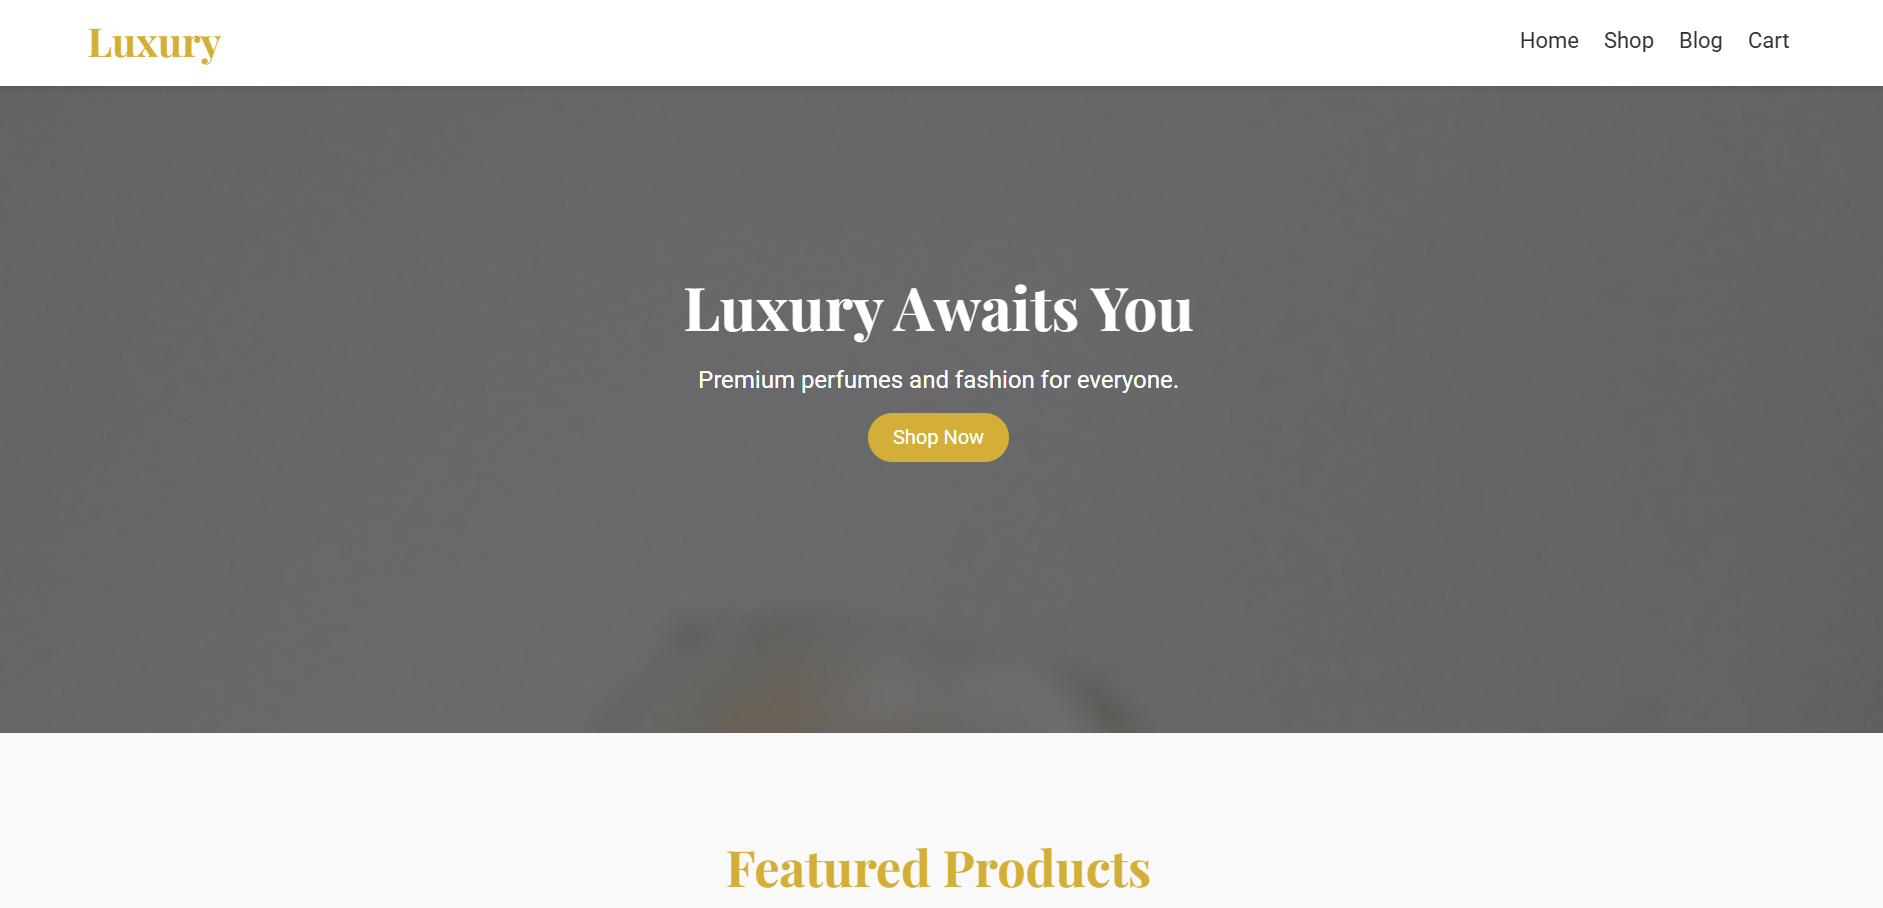 Luxury
Home Shop Blog Cart
Luxury Awaits You
Premium perfumes and fashion for everyone.
Shop Now
Featured Products